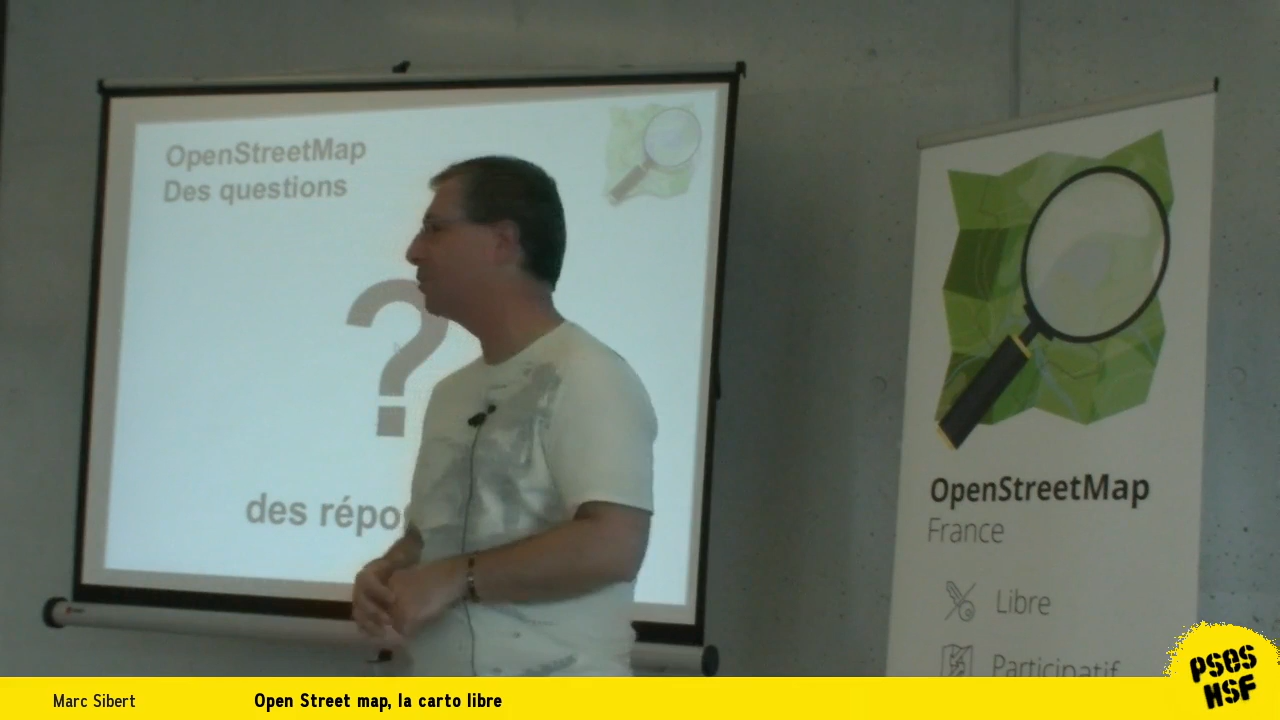 OpenStreetMap
Des questions
?
des répo
OpenStreetMap
France
Libre
Participatif
PSES
HSF
Marc Sibert
Open Street map, la carto libre